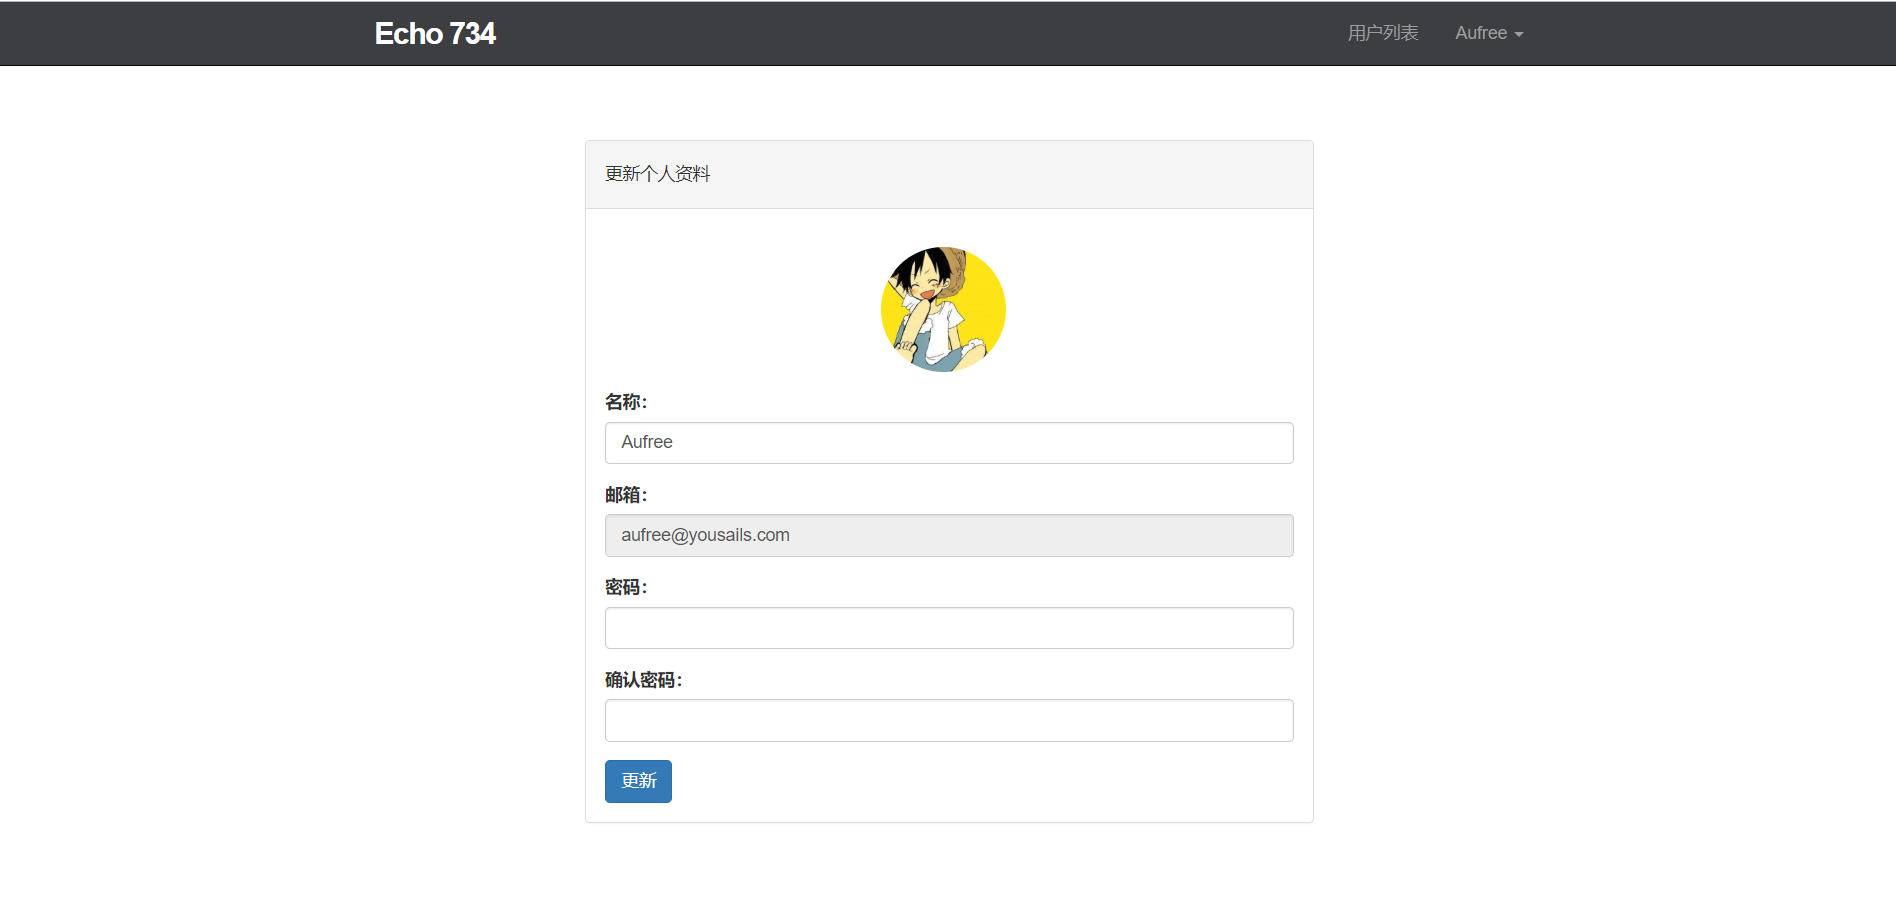 Echo 734
用户列表
Aufree
更新个人资料
名称：
Aufree
邮箱：
aufree@yousails.com
密码：
确认密码：
更新